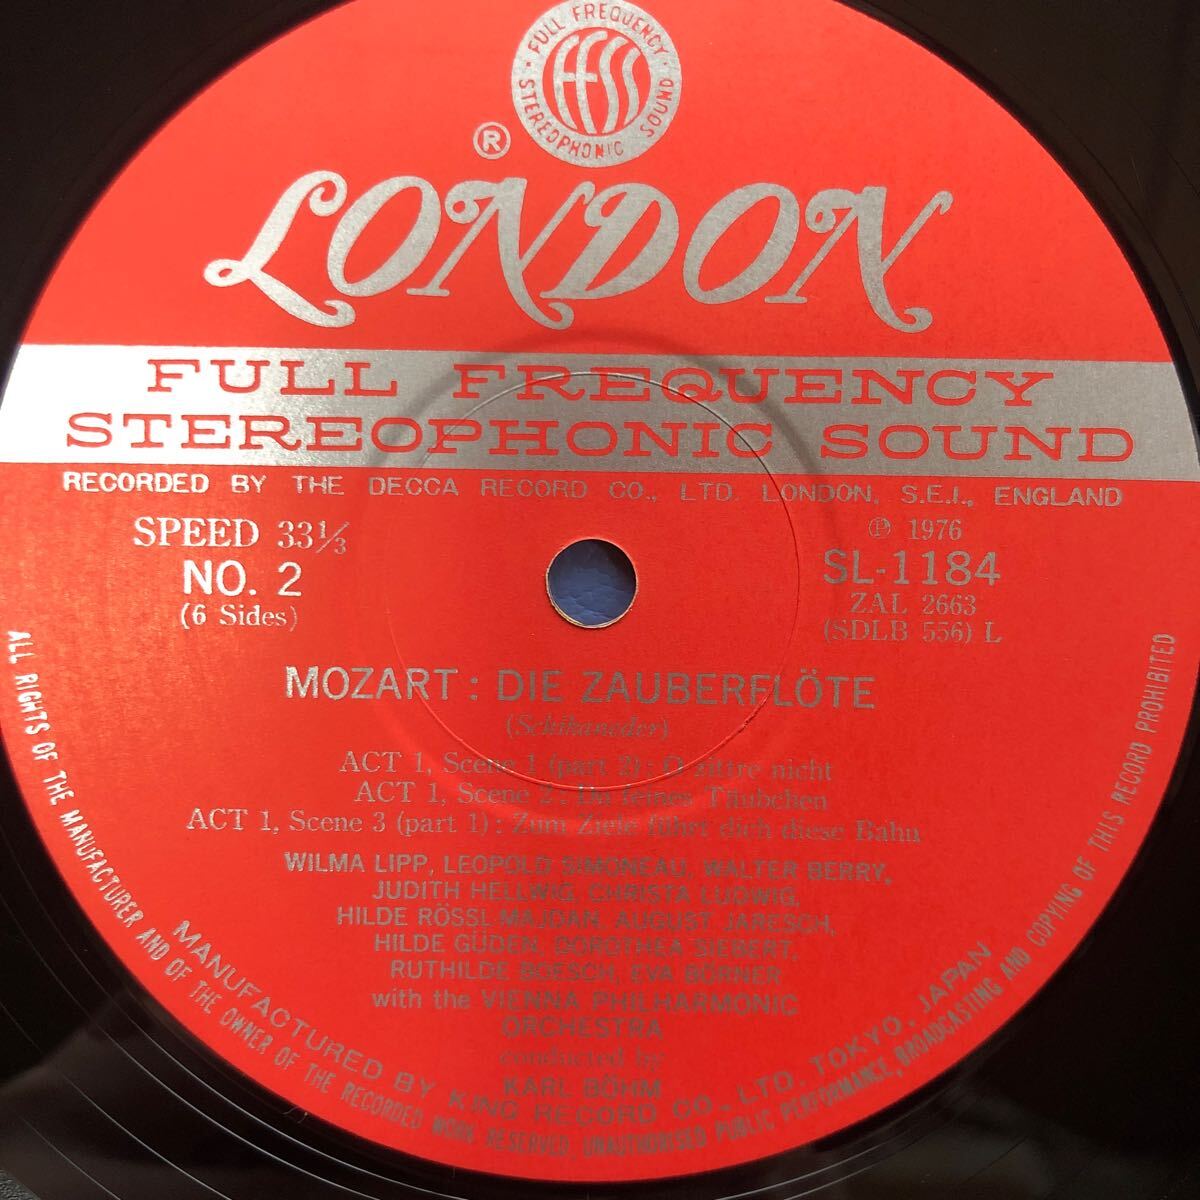 FULL FREQUENCY
STEREOPHONIC SOUND
FFSS
®
LONDON
FULL FREQUENCY
STEREOPHONIC SOUND
RECORDED BY THE DECCA RECORD CO., LTD. LONDON, S.E.I., ENGLAND
SPEED 33⅓
NO. 2
(6 Sides)
℗ 1976
SL-1184
ZAL 2663
(SDLB 556) L
MOZART : DIE ZAUBERFLÖTE
(Schikaneder)
ACT 1, Scene 1 (part 2) : O zittre nicht
ACT 1, Scene 2 : Du feines Täubchen
ACT 1, Scene 3 (part 1) : Zum Ziele führt dich diese Bahn
WILMA LIPP, LEOPOLD SIMONEAU, WALTER BERRY,
JUDITH HELLWIG, CHRISTA LUDWIG,
HILDE RÖSSL-MAJDAN, AUGUST JARESCH,
HILDE GÜDEN, DOROTHEA SIEBERT,
RUTHILDE BOESCH, EVA BÖRNER
with the VIENNA PHILHARMONIC
ORCHESTRA
conducted by
KARL BÖHM
MANUFACTURED BY KING RECORD CO., LTD. TOKYO, JAPAN
ALL RIGHTS OF THE MANUFACTURER AND OF THE OWNER OF THE RECORDED WORK RESERVED, UNAUTHORISED PUBLIC PERFORMANCE, BROADCASTING AND COPYING OF THIS RECORD PROHIBITED